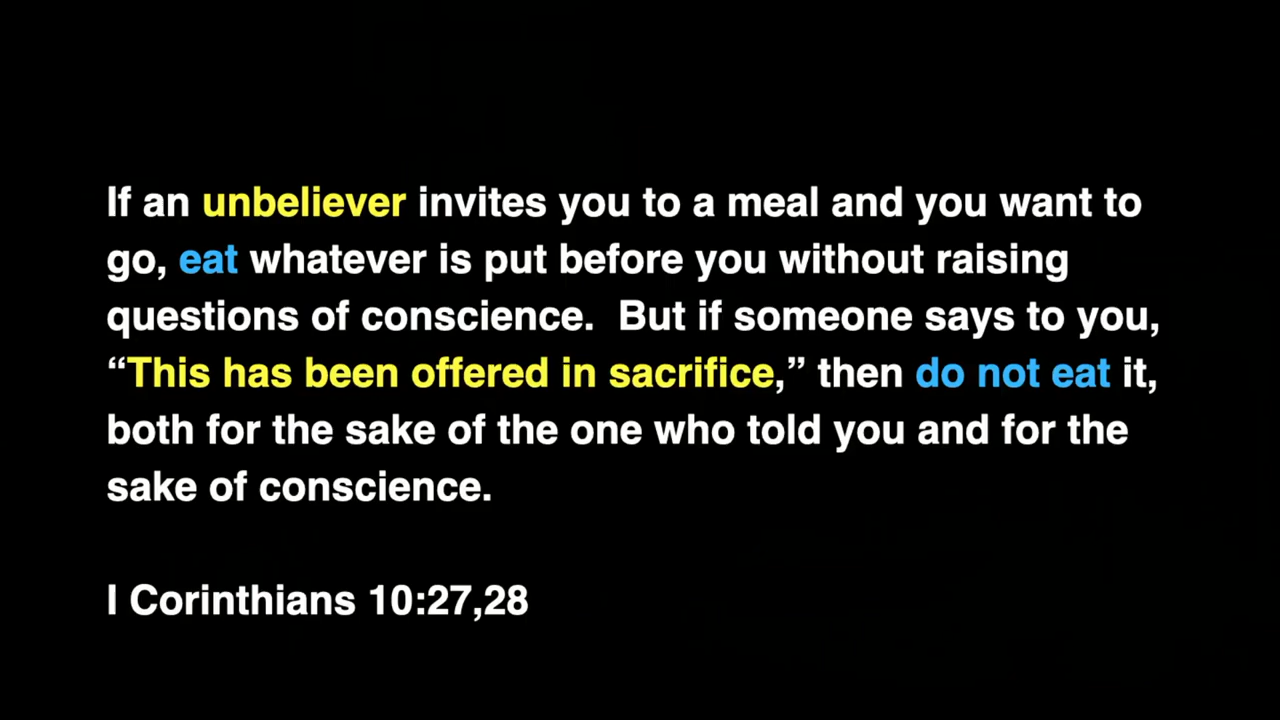 If an unbeliever invites you to a meal and you want to
go, eat whatever is put before you without raising
questions of conscience.  But if someone says to you,
“This has been offered in sacrifice,” then do not eat it,
both for the sake of the one who told you and for the
sake of conscience.
I Corinthians 10:27,28